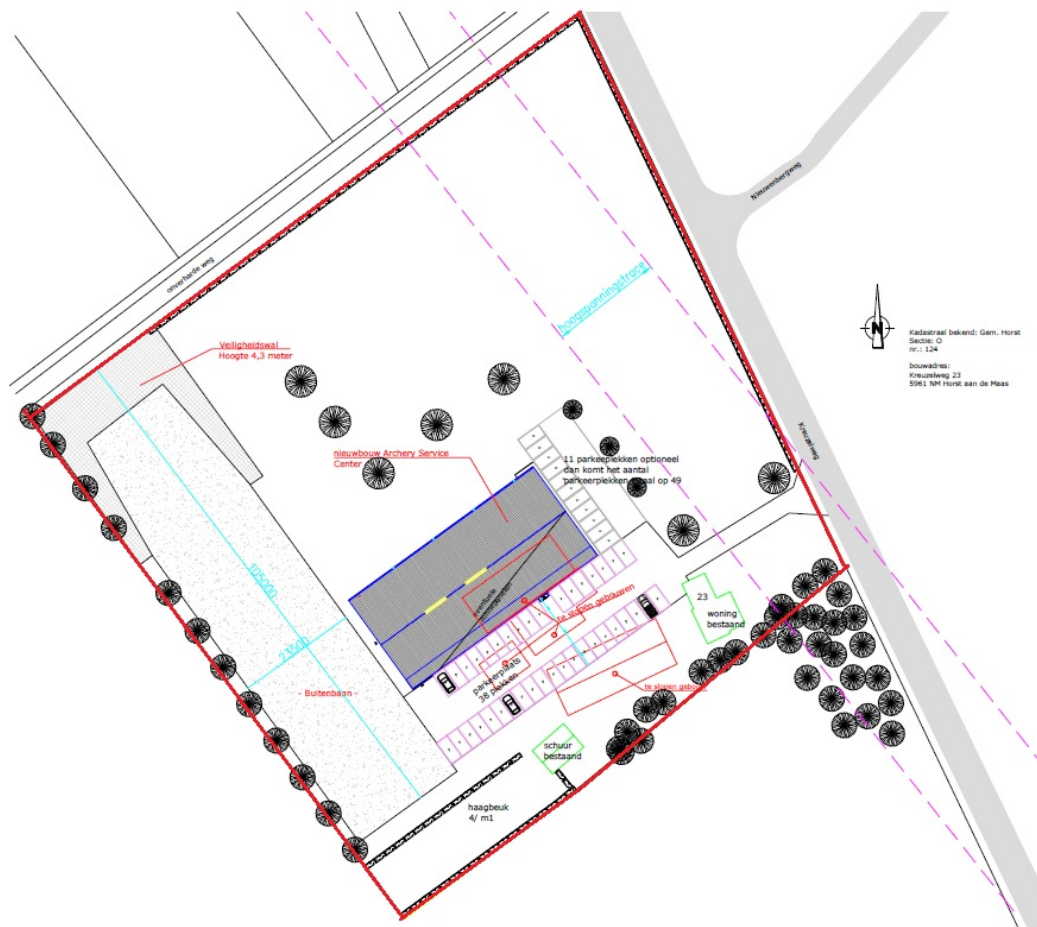 Nieuwenbergweg
onverharde weg
hoogspanningstrace
N
Kadastraal bekend: Gem. Horst
Sectie: O
nr.: 124
bouwadres:
Kreuzelweg 23
5961 NM Horst aan de Maas
Veiligheidswal
Hoogte 4,3 meter
Kreuzelweg
nieuwbouw Archery Service
Center
11 parkeerplekken optioneel
dan komt het aantal
parkeerplekken totaal op 49
105000
23500
- Buitenbaan -
eventuele
te slopen gebouwen
23
woning
bestaand
parkeerplaats
38 plekken
te slopen gebouw
schuur
bestaand
haagbeuk
4/ m1